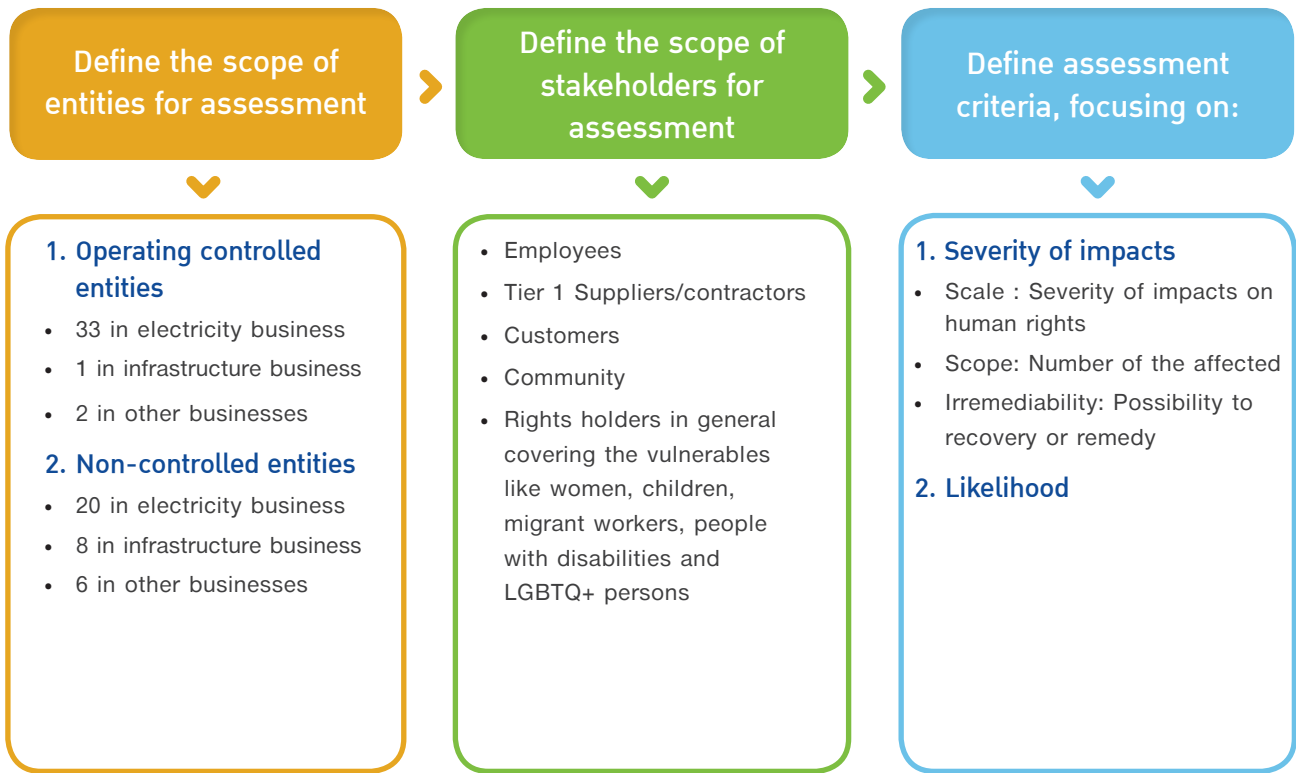 Define the scope of
entities for assessment
Define the scope of
stakeholders for
assessment
Define assessment
criteria, focusing on:
1. Operating controlled
entities
• 33 in electricity business
• 1 in infrastructure business
• 2 in other businesses
2. Non-controlled entities
• 20 in electricity business
• 8 in infrastructure business
• 6 in other businesses
• Employees
• Tier 1 Suppliers/contractors
• Customers
• Community
• Rights holders in general
covering the vulnerables
like women, children,
migrant workers, people
with disabilities and
LGBTQ+ persons
1. Severity of impacts
• Scale : Severity of impacts on
human rights
• Scope: Number of the affected
• Irremediability: Possibility to
recovery or remedy
2. Likelihood